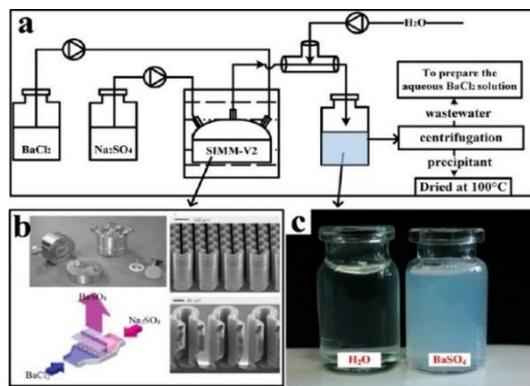 a
H₂O
To prepare the
aqueous BaCl₂ solution
wastewater
BaCl₂
Na₂SO₄
SIMM-V2
centrifugation
precipitant
Dried at 100°C
b
c
BaSO₄
Na₂SO₄
BaCl₂
H₂O
BaSO₄